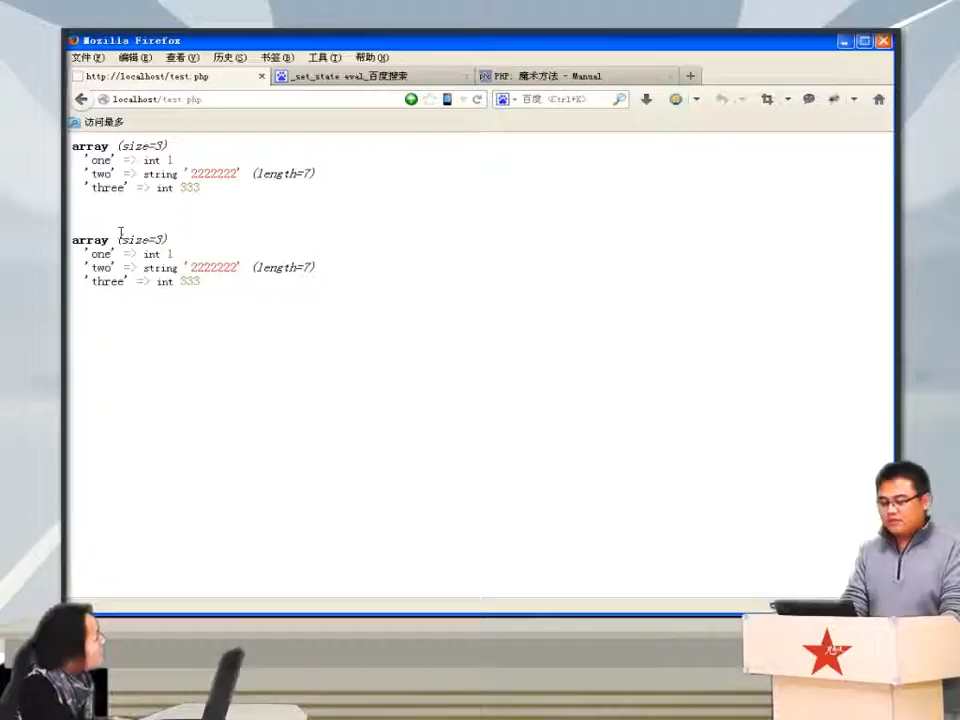 Mozilla Firefox
文件(F) 编辑(E) 查看(V) 历史(S) 书签(B) 工具(T) 帮助(H)
http://localhost/test.php × _set_state eval_百度搜索 × php PHP: 魔术方法 - Manual × +
localhost/test.php 百度 <Ctrl+K>
访问最多
array (size=3)
'one' => int 1
'two' => string '2222222' (length=7)
'three' => int 333
array (size=3)
'one' => int 1
'two' => string '2222222' (length=7)
'three' => int 333